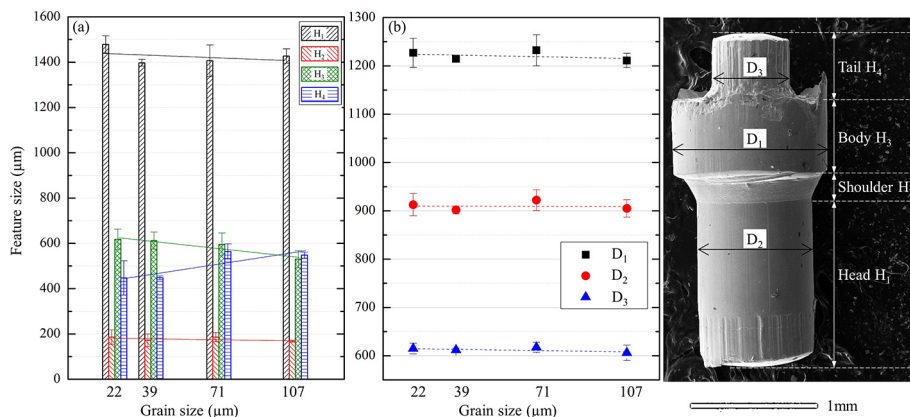 (a)
1600
1400
1200
1000
800
600
400
200
0
Feature size (μm)
H₁
H₂
H₃
H₄
22 39 71 107
Grain size (μm)
(b)
1300
1200
1100
1000
900
800
700
600
D₁
D₂
D₃
22 39 71 107
Grain size (μm)
D₃
Tail H₄
D₁
Body H₃
Shoulder H
D₂
Head H₁
1mm